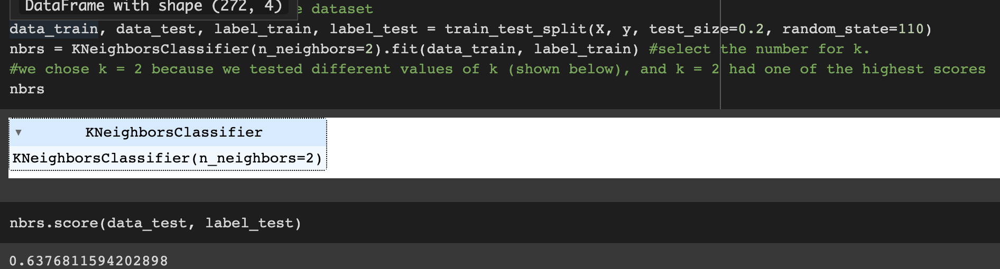 DataFrame with shape (272, 4)
dataset
data_train, data_test, label_train, label_test = train_test_split(X, y, test_size=0.2, random_state=110)
nbrs = KNeighborsClassifier(n_neighbors=2).fit(data_train, label_train) #select the number for k.
#we chose k = 2 because we tested different values of k (shown below), and k = 2 had one of the highest scores
nbrs
▼ KNeighborsClassifier
KNeighborsClassifier(n_neighbors=2)
nbrs.score(data_test, label_test)
0.6376811594202898